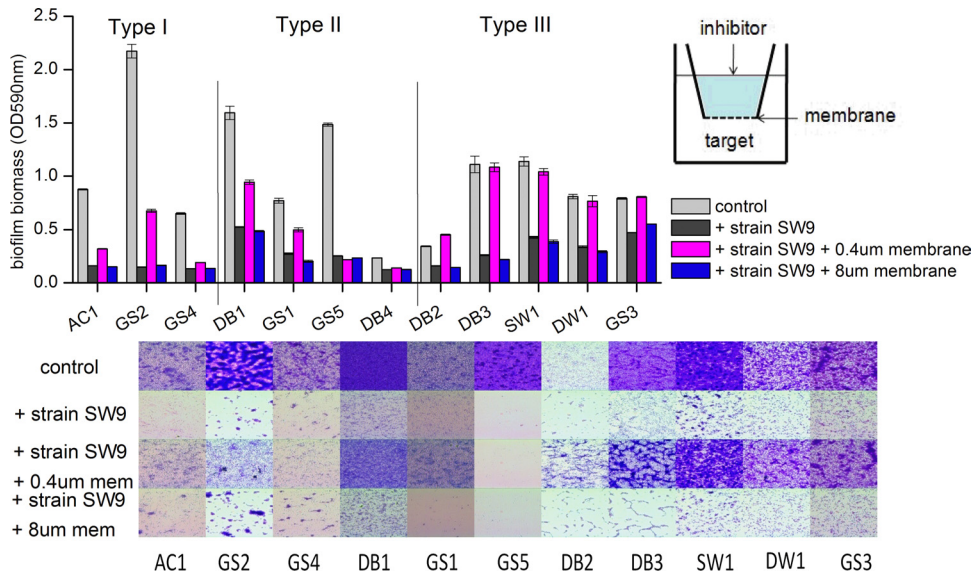 Type I Type II Type III
biofilm biomass (OD590nm)
2.5
2.0
1.5
1.0
0.5
0.0
AC1 GS2 GS4 DB1 GS1 GS5 DB4 DB2 DB3 SW1 DW1 GS3
inhibitor
membrane
target
control
+ strain SW9
+ strain SW9 + 0.4um membrane
+ strain SW9 + 8um membrane
control
+ strain SW9
+ strain SW9
+ 0.4um mem
+ strain SW9
+ 8um mem
AC1 GS2 GS4 DB1 GS1 GS5 DB2 DB3 SW1 DW1 GS3